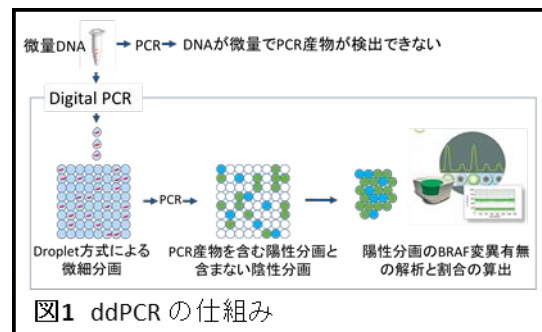 微量DNA → PCR → DNAが微量でPCR産物が検出できない
Digital PCR
→PCR→
Droplet方式による
微細分画
PCR産物を含む陽性分画と
含まない陰性分画
陽性分画のBRAF変異有無
の解析と割合の算出
図1 ddPCR の仕組み